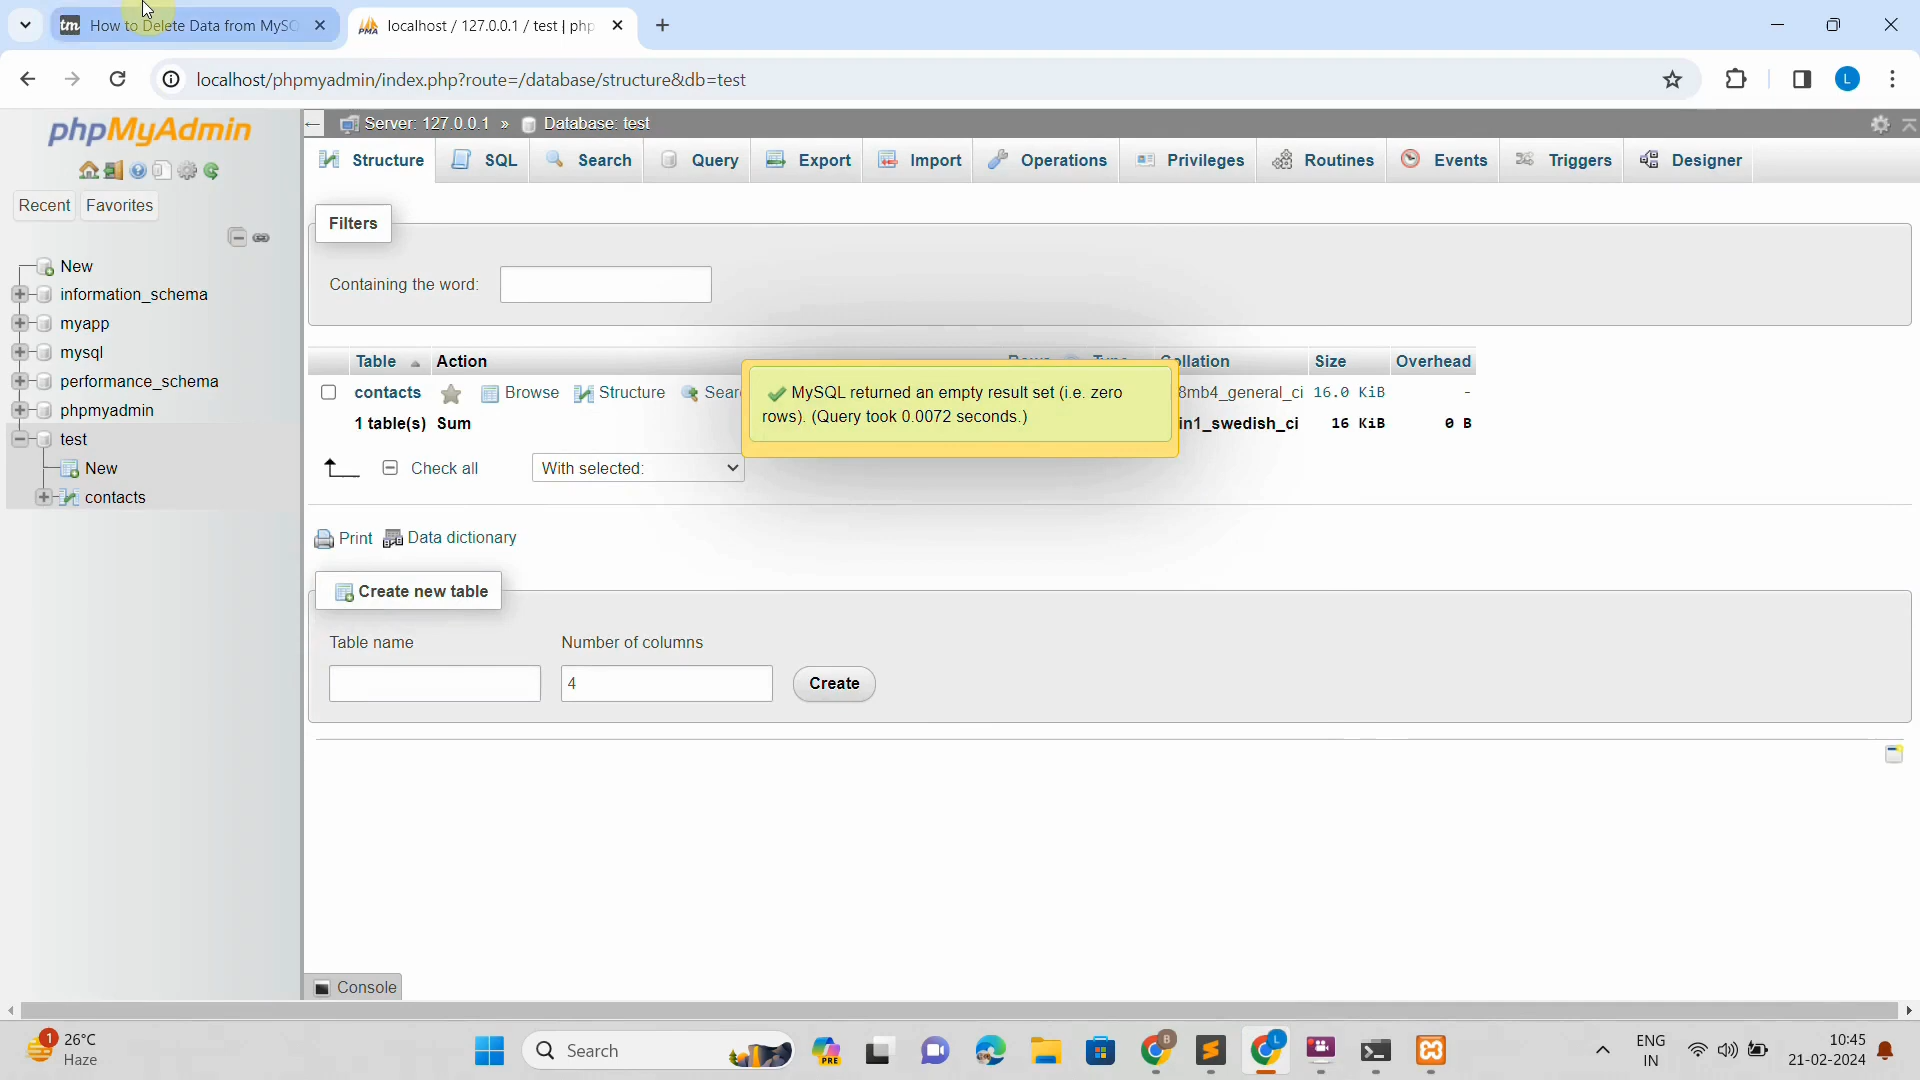 tm How to Delete Data from MySQ
localhost / 127.0.0.1 / test | php
localhost/phpmyadmin/index.php?route=/database/structure&db=test
L
phpMyAdmin
Recent Favorites
New
information_schema
myapp
mysql
performance_schema
phpmyadmin
test
New
contacts
Server: 127.0.0.1 » Database: test
Structure SQL Search Query Export Import Operations Privileges Routines Events Triggers Designer
Filters
Containing the word:
Table Action Collation Size Overhead
contacts Browse Structure Sear 8mb4_general_ci 16.0 KiB -
1 table(s) Sum in1_swedish_ci 16 KiB 0 B
MySQL returned an empty result set (i.e. zero
rows). (Query took 0.0072 seconds.)
Check all With selected:
Print Data dictionary
Create new table
Table name Number of columns
4 Create
Console
1 26°C
Haze
Search
PRE
B
L
ENG
IN
10:45
21-02-2024